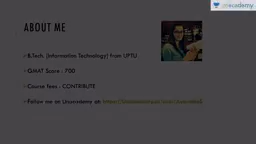 unacademy
ABOUT ME
B.Tech. (Information Technology) from UPTU
GMAT Score : 700
Course fees - CONTRIBUTE
Follow me on Unacademy at: